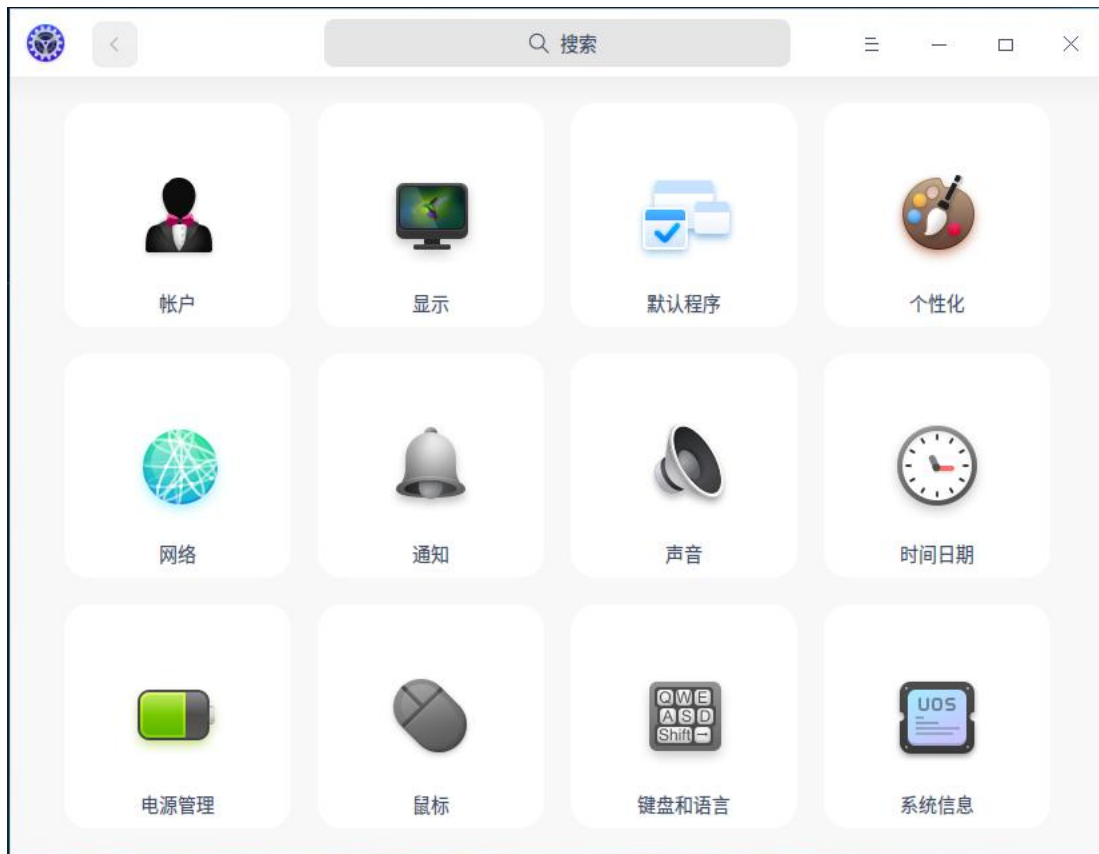 搜索
帐户
显示
默认程序
个性化
网络
通知
声音
时间日期
电源管理
鼠标
QWE
ASD
Shift→
键盘和语言
UOS
系统信息